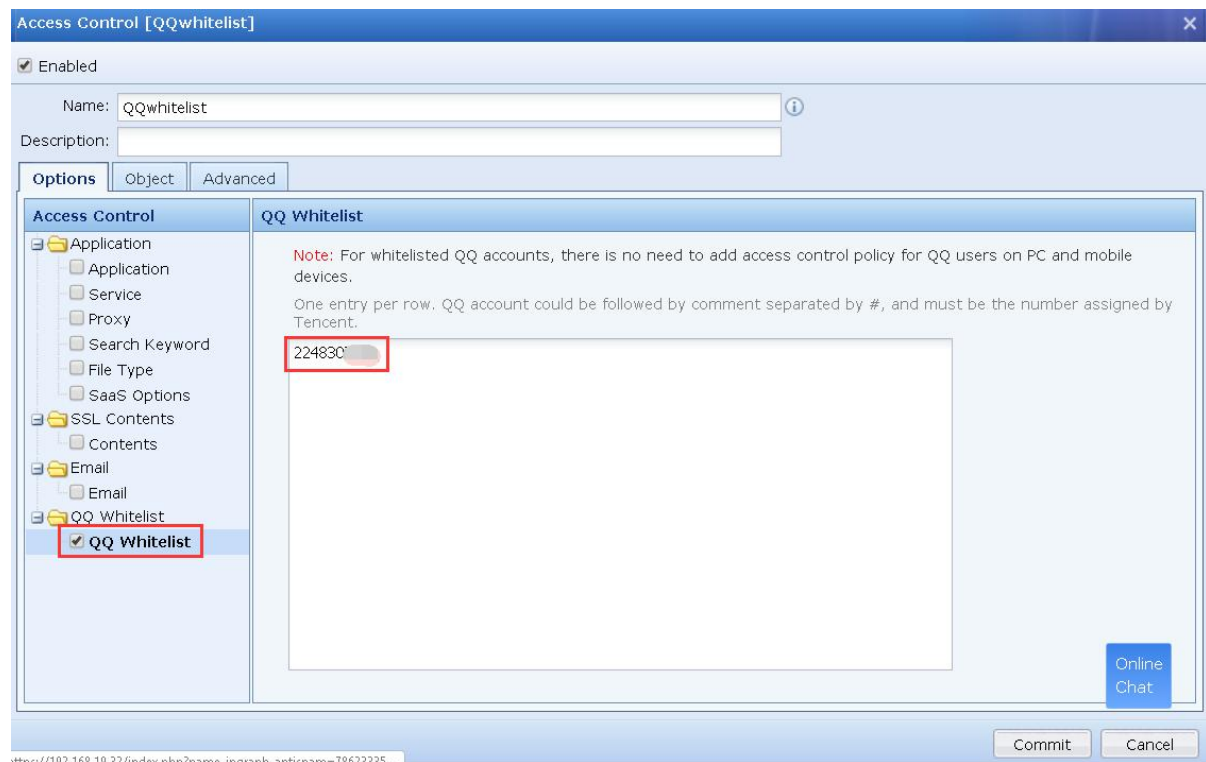 Access Control [QQwhitelist]
Enabled
Name: QQwhitelist
Description:
Options Object Advanced
Access Control
Application
Application
Service
Proxy
Search Keyword
File Type
SaaS Options
SSL Contents
Contents
Email
Email
QQ Whitelist
QQ Whitelist
QQ Whitelist
Note: For whitelisted QQ accounts, there is no need to add access control policy for QQ users on PC and mobile
devices.
One entry per row. QQ account could be followed by comment separated by #, and must be the number assigned by
Tencent.
224830
Online
Chat
Commit Cancel